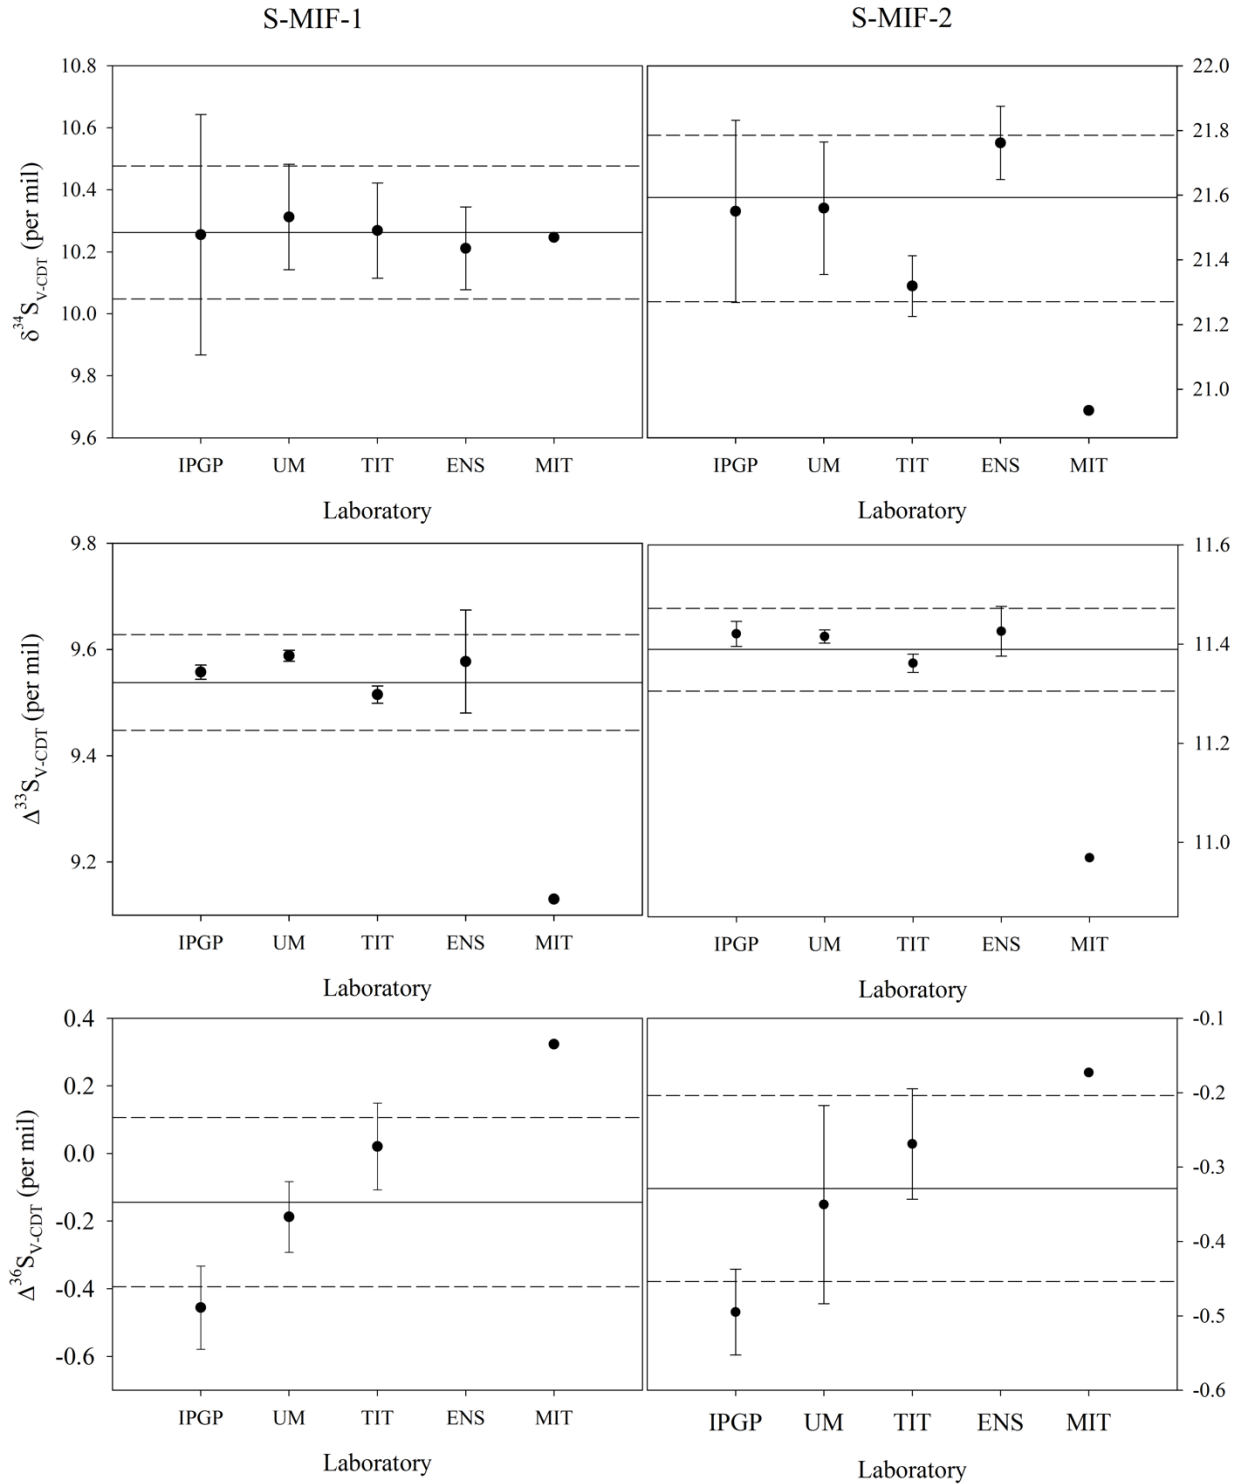 S-MIF-1
S-MIF-2
δ³⁴S_V-CDT (per mil)
10.8
10.6
10.4
10.2
10.0
9.8
9.6
22.0
21.8
21.6
21.4
21.2
21.0
IPGP UM TIT ENS MIT
IPGP UM TIT ENS MIT
Laboratory
Laboratory
Δ³³S_V-CDT (per mil)
9.8
9.6
9.4
9.2
11.6
11.4
11.2
11.0
IPGP UM TIT ENS MIT
IPGP UM TIT ENS MIT
Laboratory
Laboratory
Δ³⁶S_V-CDT (per mil)
0.4
0.2
0.0
-0.2
-0.4
-0.6
-0.1
-0.2
-0.3
-0.4
-0.5
-0.6
IPGP UM TIT ENS MIT
IPGP UM TIT ENS MIT
Laboratory
Laboratory